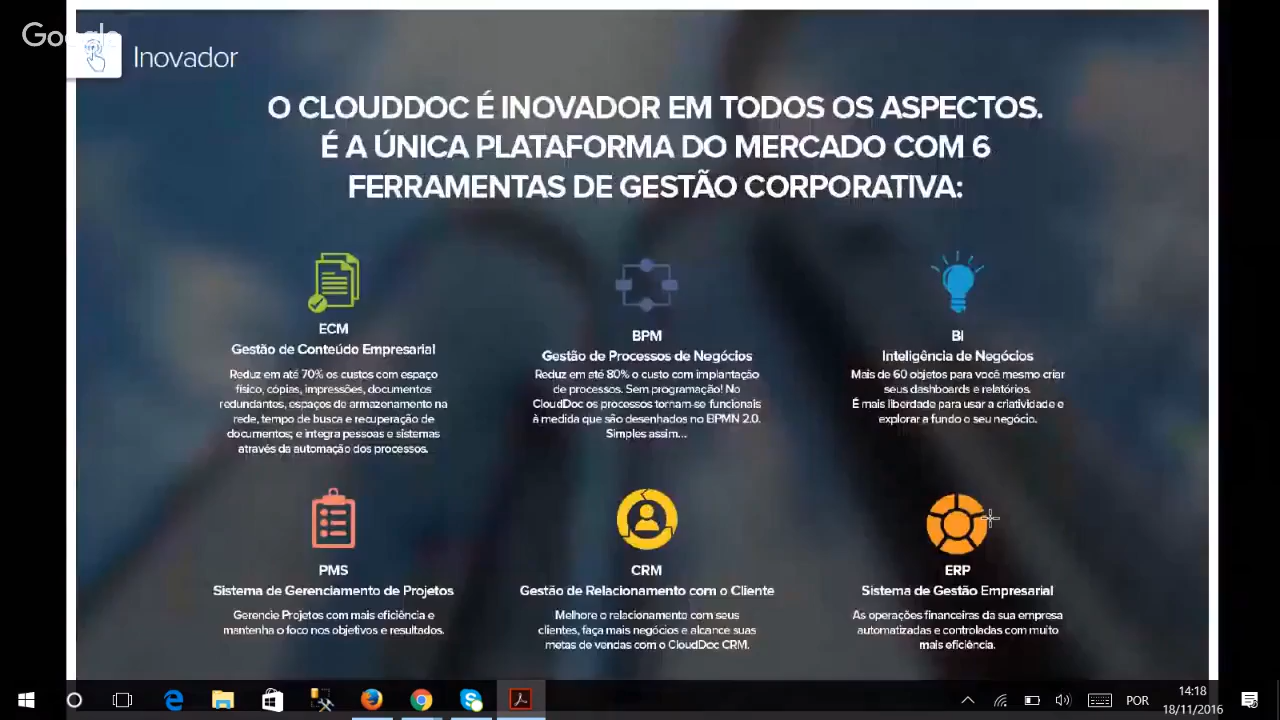 Google
Inovador
O CLOUDDOC É INOVADOR EM TODOS OS ASPECTOS.
É A ÚNICA PLATAFORMA DO MERCADO COM 6
FERRAMENTAS DE GESTÃO CORPORATIVA:
ECM
Gestão de Conteúdo Empresarial
Reduz em até 70% os custos com espaço
físico, cópias, impressões, documentos
redundantes, espaços de armazenamento na
rede, tempo de busca e recuperação de
documentos; e integra pessoas e sistemas
através da automação dos processos.
BPM
Gestão de Processos de Negócios
Reduz em até 80% o custo com implantação
de processos. Sem programação! No
CloudDoc os processos tornam-se funcionais
à medida que são desenhados no BPMN 2.0.
Simples assim...
BI
Inteligência de Negócios
Mais de 60 objetos para você mesmo criar
seus dashboards e relatórios.
É mais liberdade para usar a criatividade e
explorar a fundo o seu negócio.
PMS
Sistema de Gerenciamento de Projetos
Gerencie Projetos com mais eficiência e
mantenha o foco nos objetivos e resultados.
CRM
Gestão de Relacionamento com o Cliente
Melhore o relacionamento com seus
clientes, faça mais negócios e alcance suas
metas de vendas com o CloudDoc CRM.
ERP
Sistema de Gestão Empresarial
As operações financeiras da sua empresa
automatizadas e controladas com muito
mais eficiência.
POR
14:18
18/11/2016